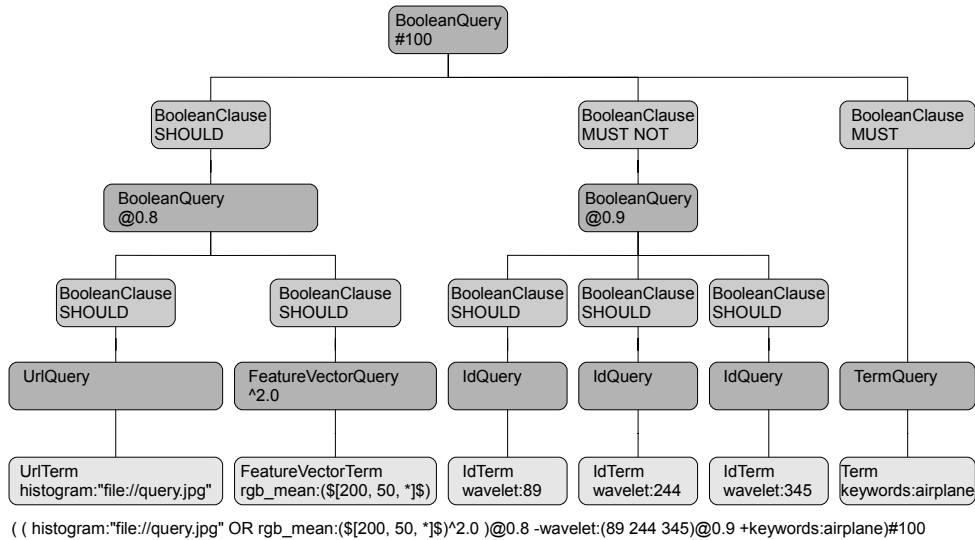 BooleanQuery
#100
BooleanClause
SHOULD
BooleanClause
MUST NOT
BooleanClause
MUST
BooleanQuery
@0.8
BooleanQuery
@0.9
BooleanClause
SHOULD
BooleanClause
SHOULD
BooleanClause
SHOULD
BooleanClause
SHOULD
BooleanClause
SHOULD
UrlQuery
FeatureVectorQuery
^2.0
IdQuery
IdQuery
IdQuery
TermQuery
UrlTerm
histogram:"file://query.jpg"
FeatureVectorTerm
rgb_mean:($[200, 50, *]$)
IdTerm
wavelet:89
IdTerm
wavelet:244
IdTerm
wavelet:345
Term
keywords:airplane
( ( histogram:"file://query.jpg" OR rgb_mean:($[200, 50, *]$)^2.0 )@0.8 -wavelet:(89 244 345)@0.9 +keywords:airplane)#100